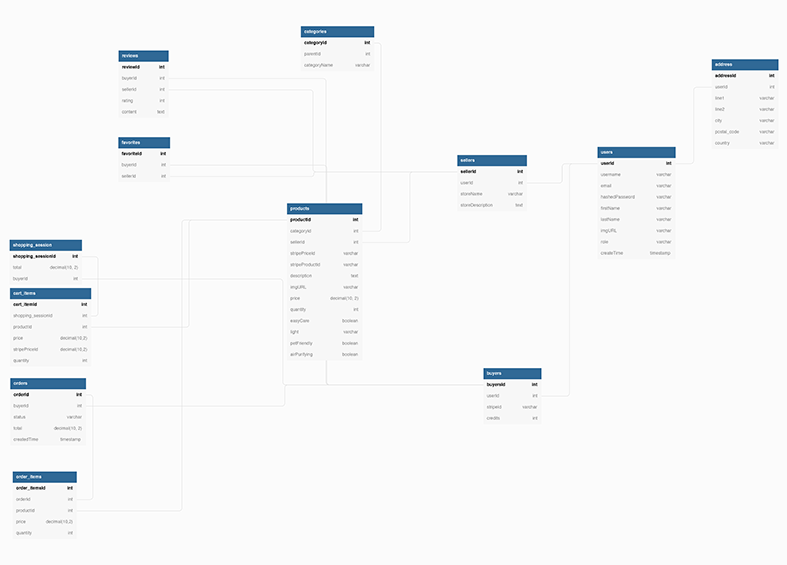 categories
categoryId int
parentId int
categoryName varchar
reviews
reviewId int
buyerId int
sellerId int
rating int
content text
address
addressId int
userId int
line1 varchar
line2 varchar
city varchar
postal_code varchar
country varchar
favorites
favoriteId int
buyerId int
sellerId int
sellers
sellerId int
userId int
storeName varchar
storeDescription text
users
userId int
username varchar
email varchar
hashedPassword varchar
firstName varchar
lastName varchar
imgURL varchar
role varchar
createTime timestamp
products
productId int
categoryId int
sellerId int
stripePriceId varchar
stripeProductId varchar
description text
imgURL varchar
price decimal(10, 2)
quantity int
easyCare boolean
light varchar
petFriendly boolean
airPurifying boolean
shopping_session
shopping_sessionId int
total decimal(10, 2)
buyerId int
cart_items
cart_itemId int
shopping_sessionId int
productId int
price decimal(10,2)
stripePriceId decimal(10,2)
quantity int
orders
orderId int
buyerId int
status varchar
total decimal(10, 2)
createdTime timestamp
buyers
buyersId int
userId int
stripeId varchar
credits int
order_items
order_itemsId int
orderId int
productId int
price decimal(10,2)
quantity int